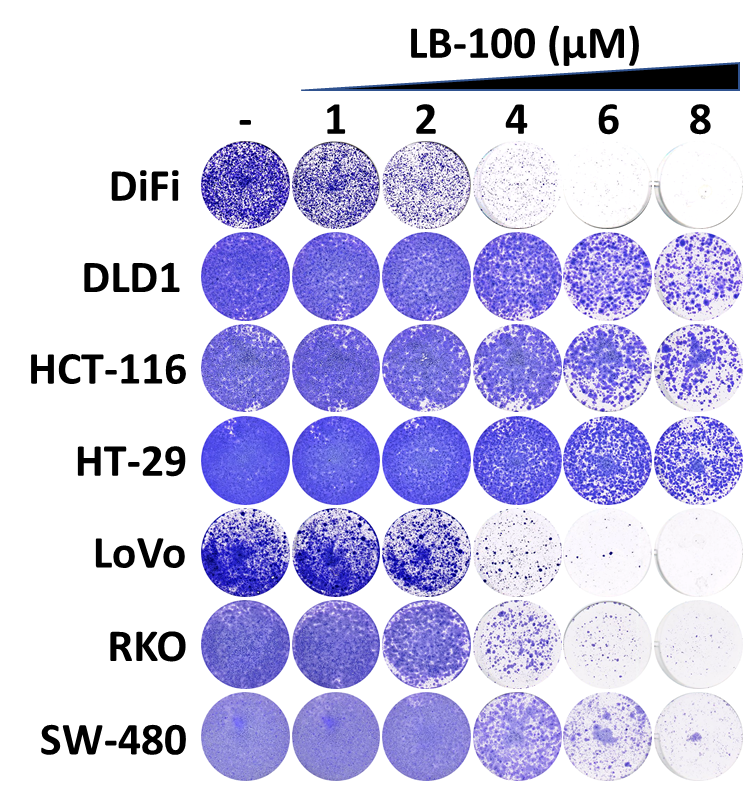 LB-100 (μM)
- 1 2 4 6 8
DiFi
DLD1
HCT-116
HT-29
LoVo
RKO
SW-480